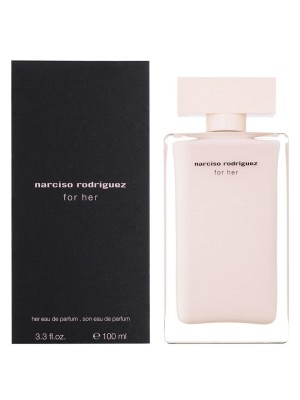 narciso rodriguez
for her
her eau de parfum . son eau de parfum
3.3 fl.oz. ℮ 100 ml
narciso rodriguez
for her